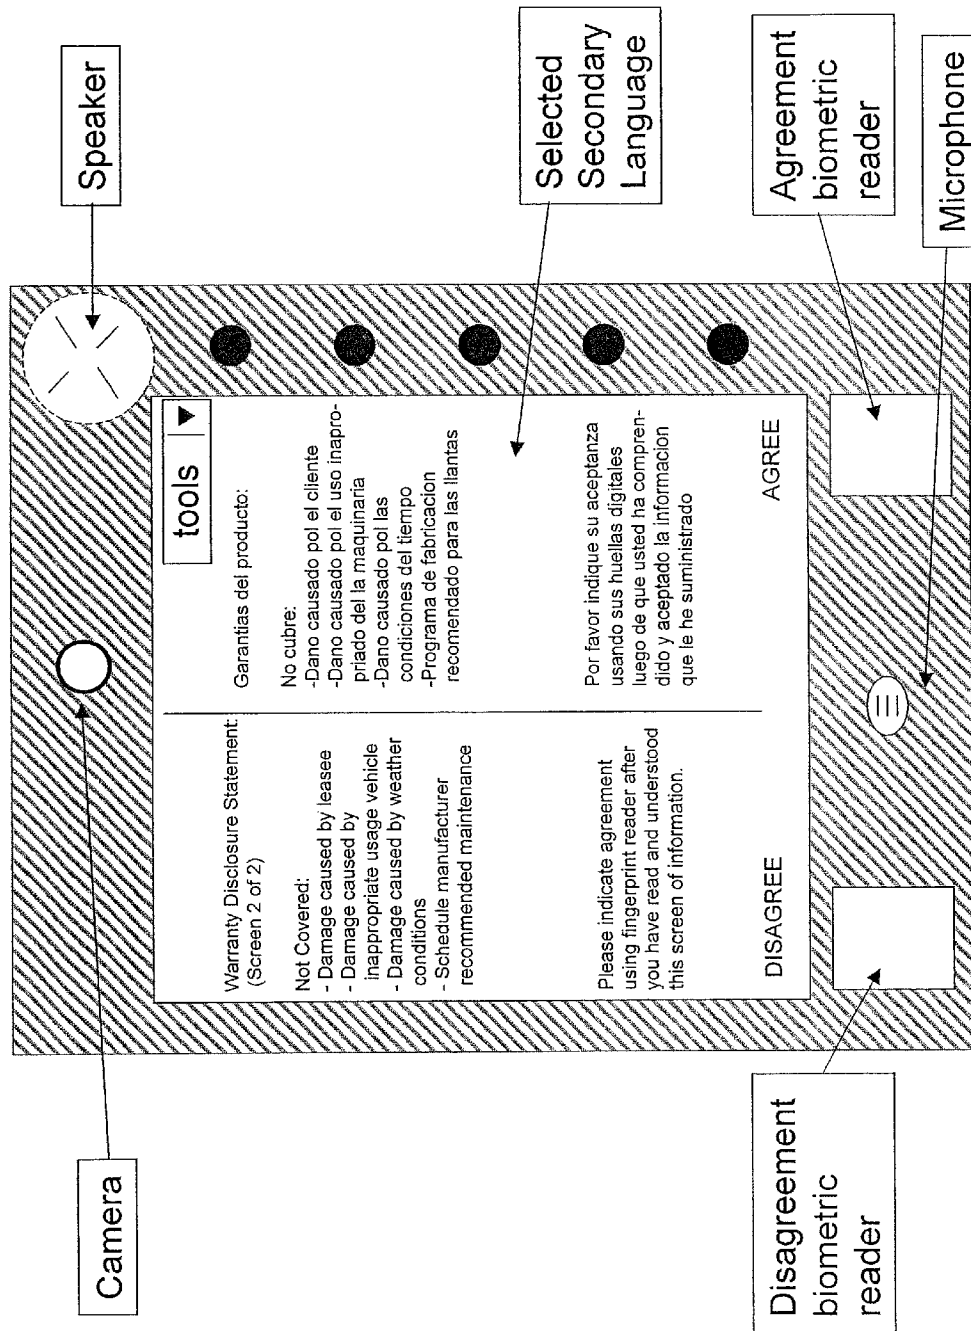 Camera
Speaker
tools
Warranty Disclosure Statement:
(Screen 2 of 2)
Not Covered:
- Damage caused by leasee
- Damage caused by
inappropriate usage vehicle
- Damage caused by weather
conditions
- Schedule manufacturer
recommended maintenance
Please indicate agreement
using fingerprint reader after
you have read and understood
this screen of information.
DISAGREE
Garantias del producto:
No cubre:
-Dano causado pol el cliente
-Dano causado pol el uso inapro-
priado del la maquinaria
-Dano causado pol las
condiciones del tiempo
-Programa de fabricacion
recomendado para las llantas
Por favor indique su aceptanza
usando sus huellas digitales
luego de que usted ha compren-
dido y aceptado la informacion
que le he suministrado
AGREE
Selected
Secondary
Language
Disagreement
biometric
reader
Agreement
biometric
reader
Microphone